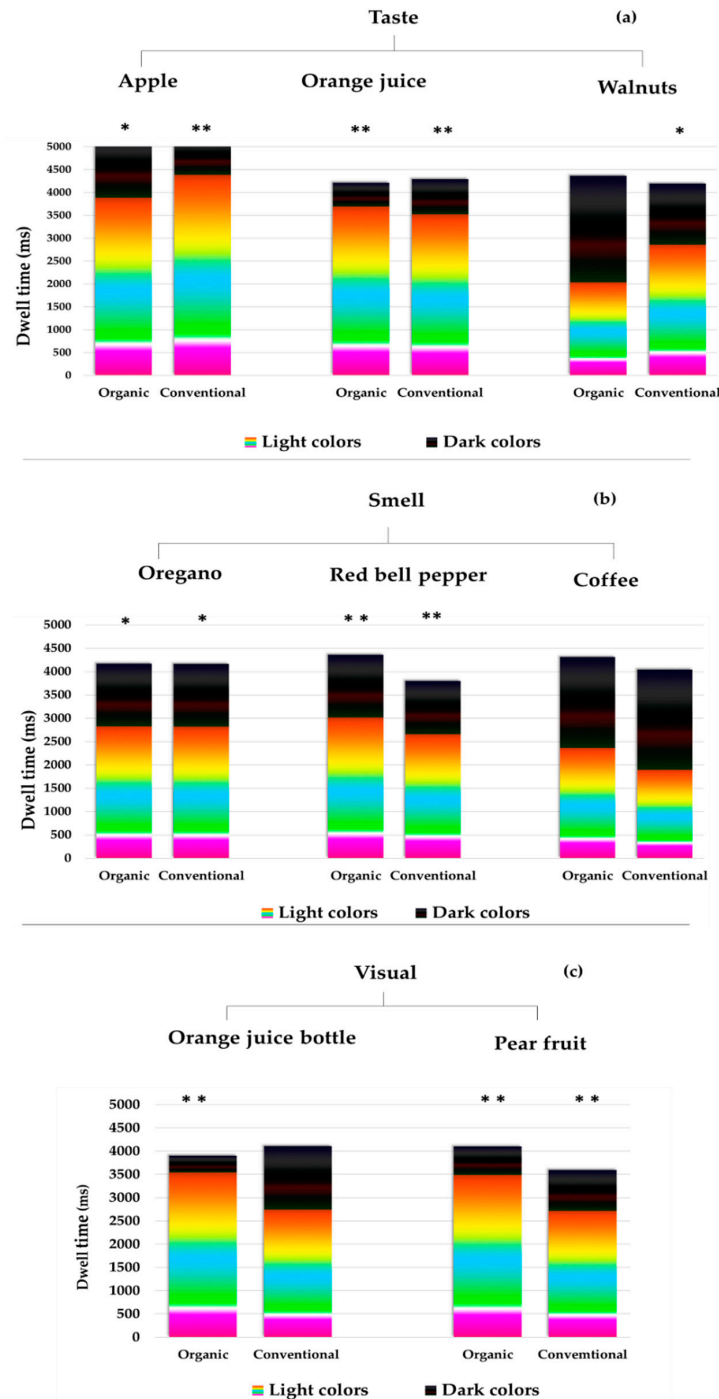 Taste (a)
Apple Orange juice Walnuts
* ** ** ** *
5000
4500
4000
3500
3000
2500
2000
1500
1000
500
0
Dwell time (ms)
Organic Conventional Organic Conventional Organic Conventional
Light colors Dark colors
Smell (b)
Oregano Red bell pepper Coffee
* * * * **
5000
4500
4000
3500
3000
2500
2000
1500
1000
500
0
Dwell time (ms)
Organic Conventional Organic Conventional Organic Conventional
Light colors Dark colors
Visual (c)
Orange juice bottle Pear fruit
* * * * * *
5000
4500
4000
3500
3000
2500
2000
1500
1000
500
0
Dwell time (ms)
Organic Conventional Organic Convemtional
Light colors Dark colors